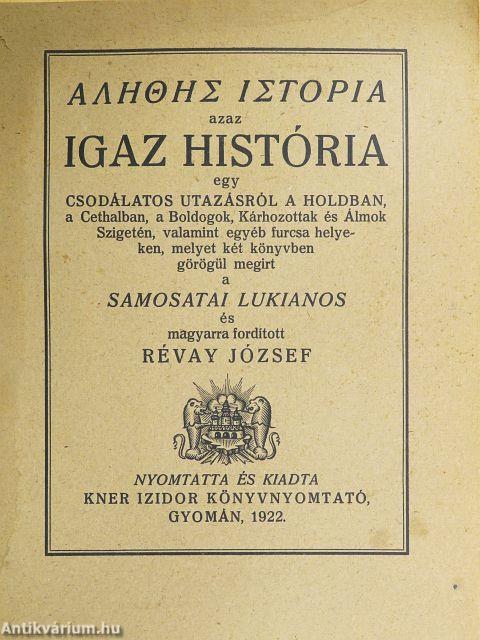 ΑΛΗΘΗΣ ΙΣΤΟΡΙΑ
azaz
IGAZ HISTÓRIA
egy
CSODÁLATOS UTAZÁSRÓL A HOLDBAN,
a Cethalban, a Boldogok, Kárhozottak és Álmok
Szigetén, valamint egyéb furcsa helye-
ken, melyet két könyvben
görögül megirt
a
SAMOSATAI LUKIANOS
és
magyarra fordított
RÉVAY JÓZSEF
NYOMTATTA ÉS KIADTA
KNER IZIDOR KÖNYVNYOMTATÓ,
GYOMÁN, 1922.
Antikvárium.hu